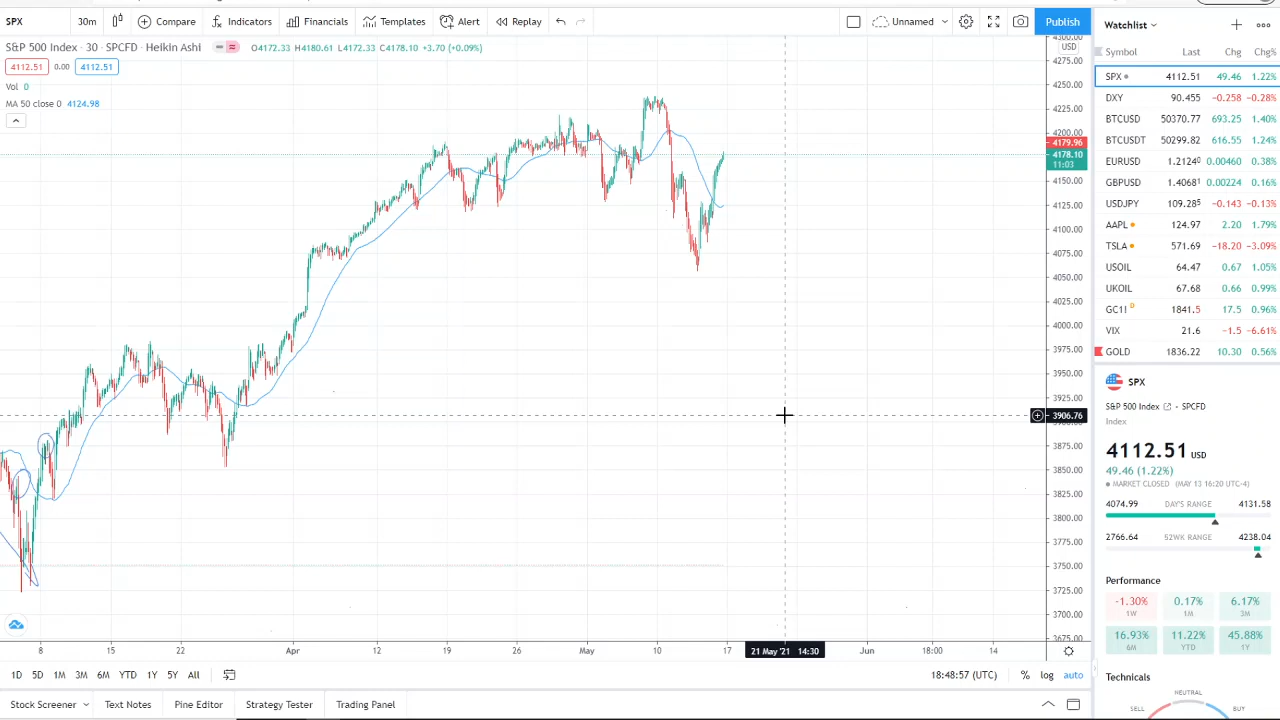 SPX 30m Compare Indicators Financials Templates Alert Replay Unnamed Publish
S&P 500 Index · 30 · SPCFD · Heikin Ashi O4172.33 H4180.61 L4172.33 C4178.10 +3.70 (+0.09%)
4112.51 0.00 4112.51
Vol 0
MA 50 close 0 4124.98
4300.00
USD
4275.00
4250.00
4225.00
4200.00
4179.96
4178.10
11:03
4150.00
4125.00
4100.00
4075.00
4050.00
4025.00
4000.00
3975.00
3950.00
3925.00
3906.76
3900.00
3875.00
3850.00
3825.00
3800.00
3775.00
3750.00
3725.00
3700.00
3675.00
8 15 22 Apr 12 19 26 May 10 17 21 May '21 14:30 Jun 18:00 14
1D 5D 1M 3M 6M YTD 1Y 5Y All 18:48:57 (UTC) % log auto
Stock Screener Text Notes Pine Editor Strategy Tester Trading Panel
Watchlist
Symbol Last Chg Chg%
SPX 4112.51 49.46 1.22%
DXY 90.455 −0.258 −0.28%
BTCUSD 50370.77 693.25 1.40%
BTCUSDT 50299.82 616.55 1.24%
EURUSD 1.21240 0.00460 0.38%
GBPUSD 1.40681 0.00224 0.16%
USDJPY 109.285 −0.143 −0.13%
AAPL 124.97 2.20 1.79%
TSLA 571.69 −18.20 −3.09%
USOIL 64.47 0.67 1.05%
UKOIL 67.68 0.66 0.99%
GC1! D 1841.5 17.5 0.96%
VIX 21.6 −1.5 −6.61%
GOLD 1836.22 10.30 0.56%
SPX
S&P 500 Index · SPCFD
Index
4112.51 USD
49.46 (1.22%)
MARKET CLOSED (MAY 13 16:20 UTC-4)
4074.99 DAY'S RANGE 4131.58
2766.64 52WK RANGE 4238.04
Performance
-1.30% 0.17% 6.17%
1W 1M 3M
16.93% 11.22% 45.88%
6M YTD 1Y
Technicals
NEUTRAL
SELL BUY